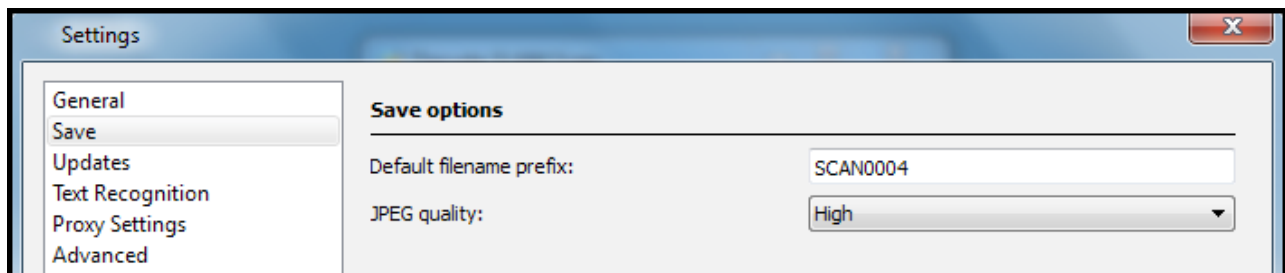 Settings
General
Save
Updates
Text Recognition
Proxy Settings
Advanced
Save options
Default filename prefix: SCAN0004
JPEG quality: High